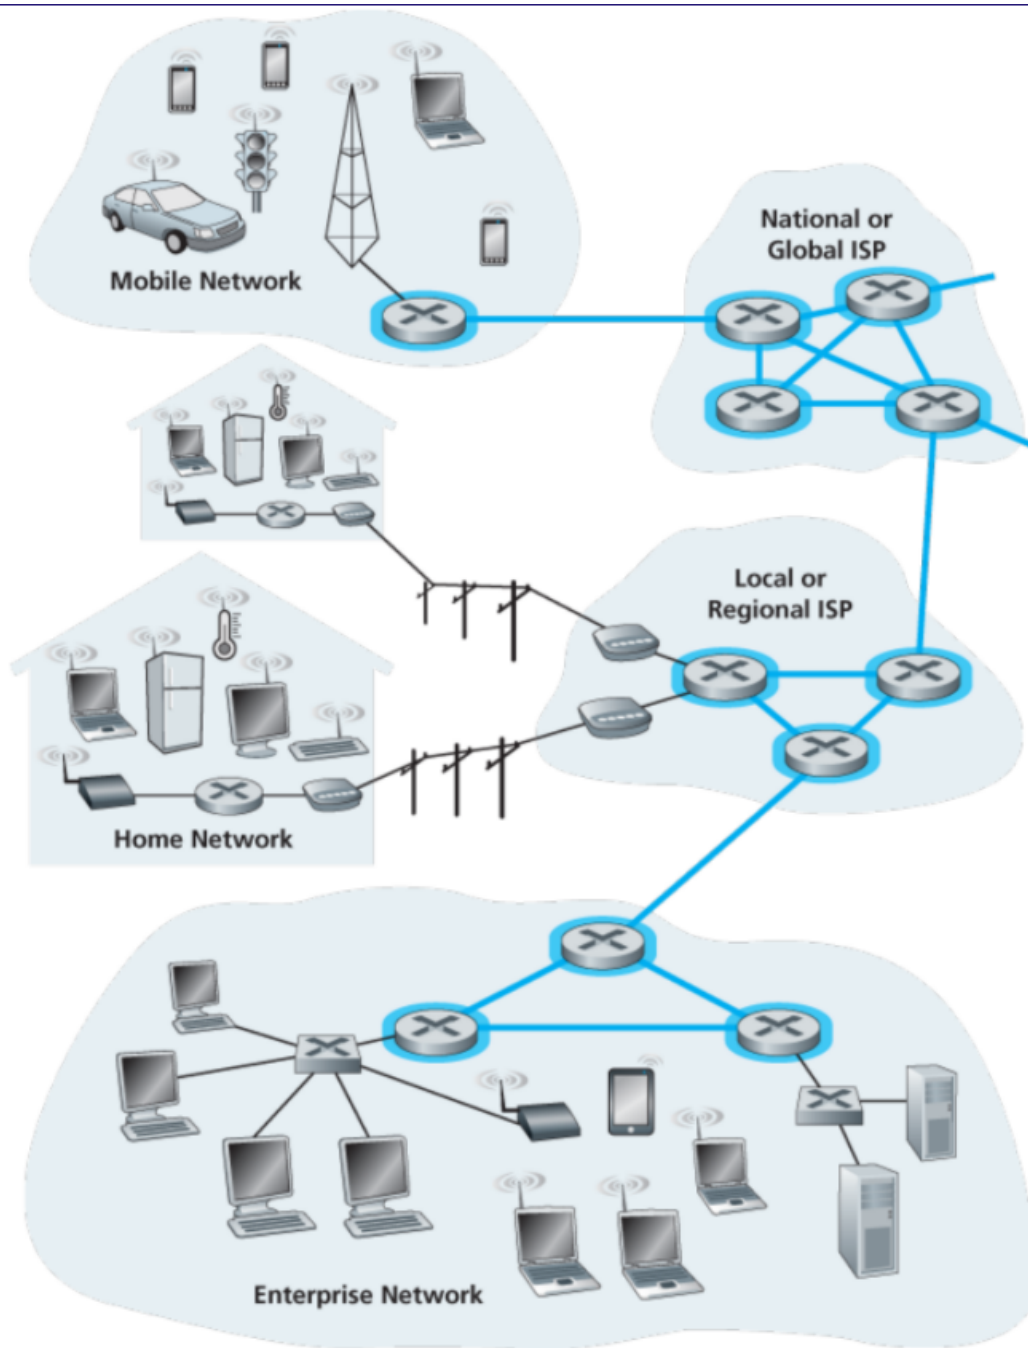 National or
Global ISP
Mobile Network
Local or
Regional ISP
Home Network
Enterprise Network